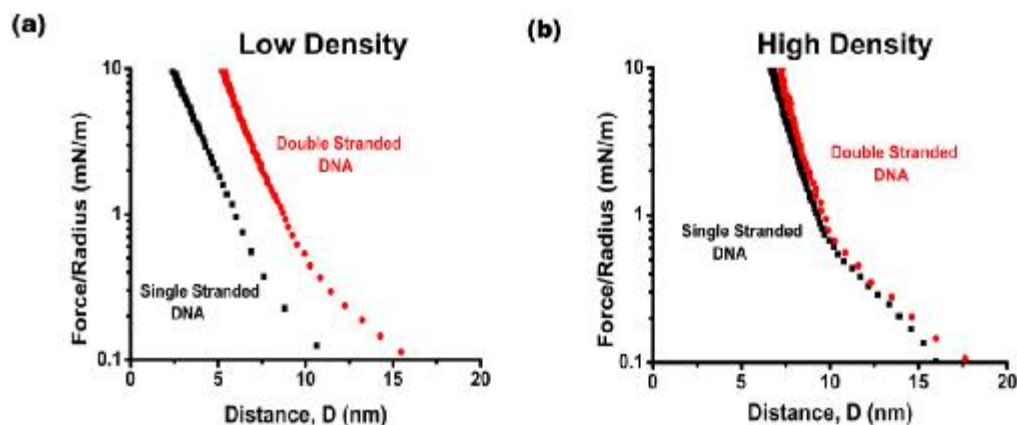 (a)
Low Density
10
1
0.1
Force/Radius (mN/m)
Double Stranded
DNA
Single Stranded
DNA
0
5
10
15
20
Distance, D (nm)
(b)
High Density
10
1
0.1
Force/Radius (mN/m)
Double Stranded
DNA
Single Stranded
DNA
0
5
10
15
20
Distance, D (nm)